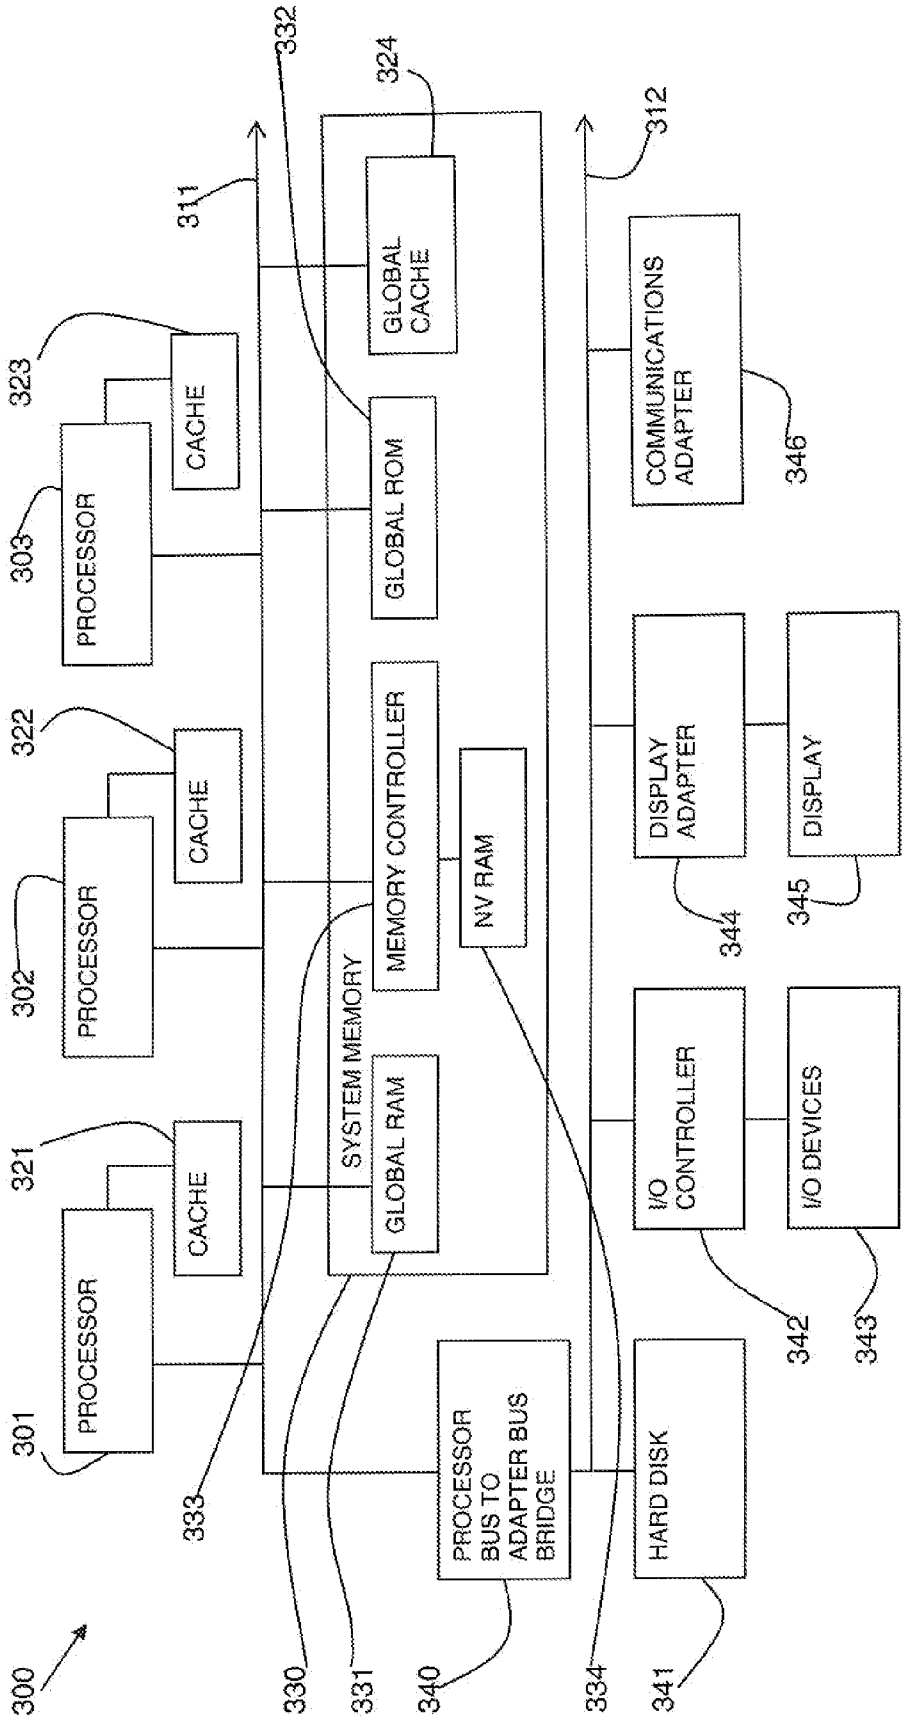 300
301
PROCESSOR
321
CACHE
302
PROCESSOR
322
CACHE
303
PROCESSOR
323
CACHE
311
332
333
330
331
SYSTEM MEMORY
GLOBAL RAM
MEMORY CONTROLLER
NV RAM
GLOBAL ROM
GLOBAL
CACHE
324
340
PROCESSOR
BUS TO
ADAPTER BUS
BRIDGE
334
312
341
HARD DISK
I/O
CONTROLLER
342
DISPLAY
ADAPTER
344
COMMUNICATIONS
ADAPTER
346
I/O DEVICES
343
DISPLAY
345